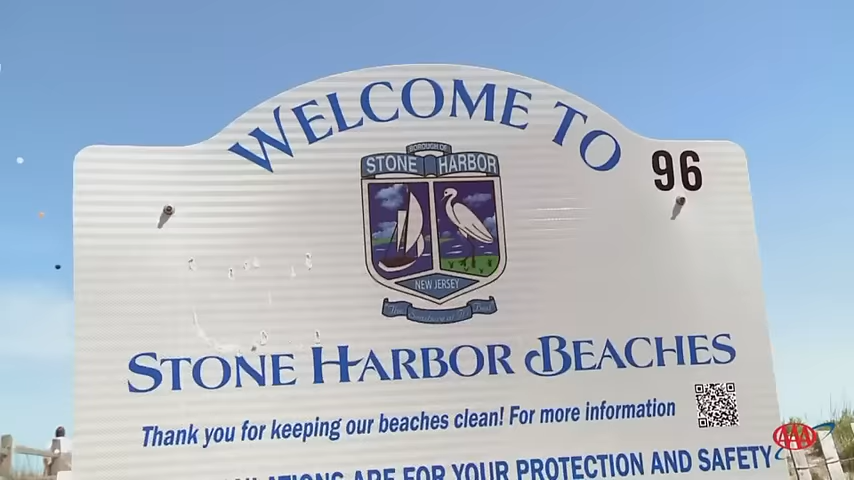 WELCOME TO
96
BOROUGH OF
STONE HARBOR
NEW JERSEY
STONE HARBOR BEACHES
Thank you for keeping our beaches clean! For more information
ARE FOR YOUR PROTECTION AND SAFETY
AAA